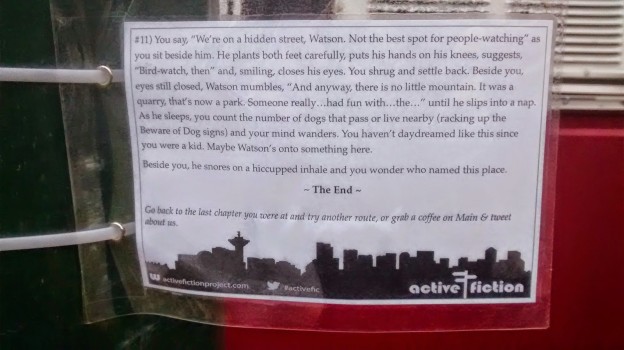 #11) You say, “We’re on a hidden street, Watson. Not the best spot for people-watching” as
you sit beside him. He plants both feet carefully, puts his hands on his knees, suggests,
“Bird-watch, then” and, smiling, closes his eyes. You shrug and settle back. Beside you,
eyes still closed, Watson mumbles, “And anyway, there is no little mountain. It was a
quarry, that’s now a park. Someone really…had fun with…the…” until he slips into a nap.
As he sleeps, you count the number of dogs that pass or live nearby (racking up the
Beware of Dog signs) and your mind wanders. You haven’t daydreamed like this since
you were a kid. Maybe Watson’s onto something here.
Beside you, he snores on a hiccupped inhale and you wonder who named this place.
~ The End ~
Go back to the last chapter you were at and try another route, or grab a coffee on Main & tweet
about us.
activefictionproject.com
#activefic
active fiction